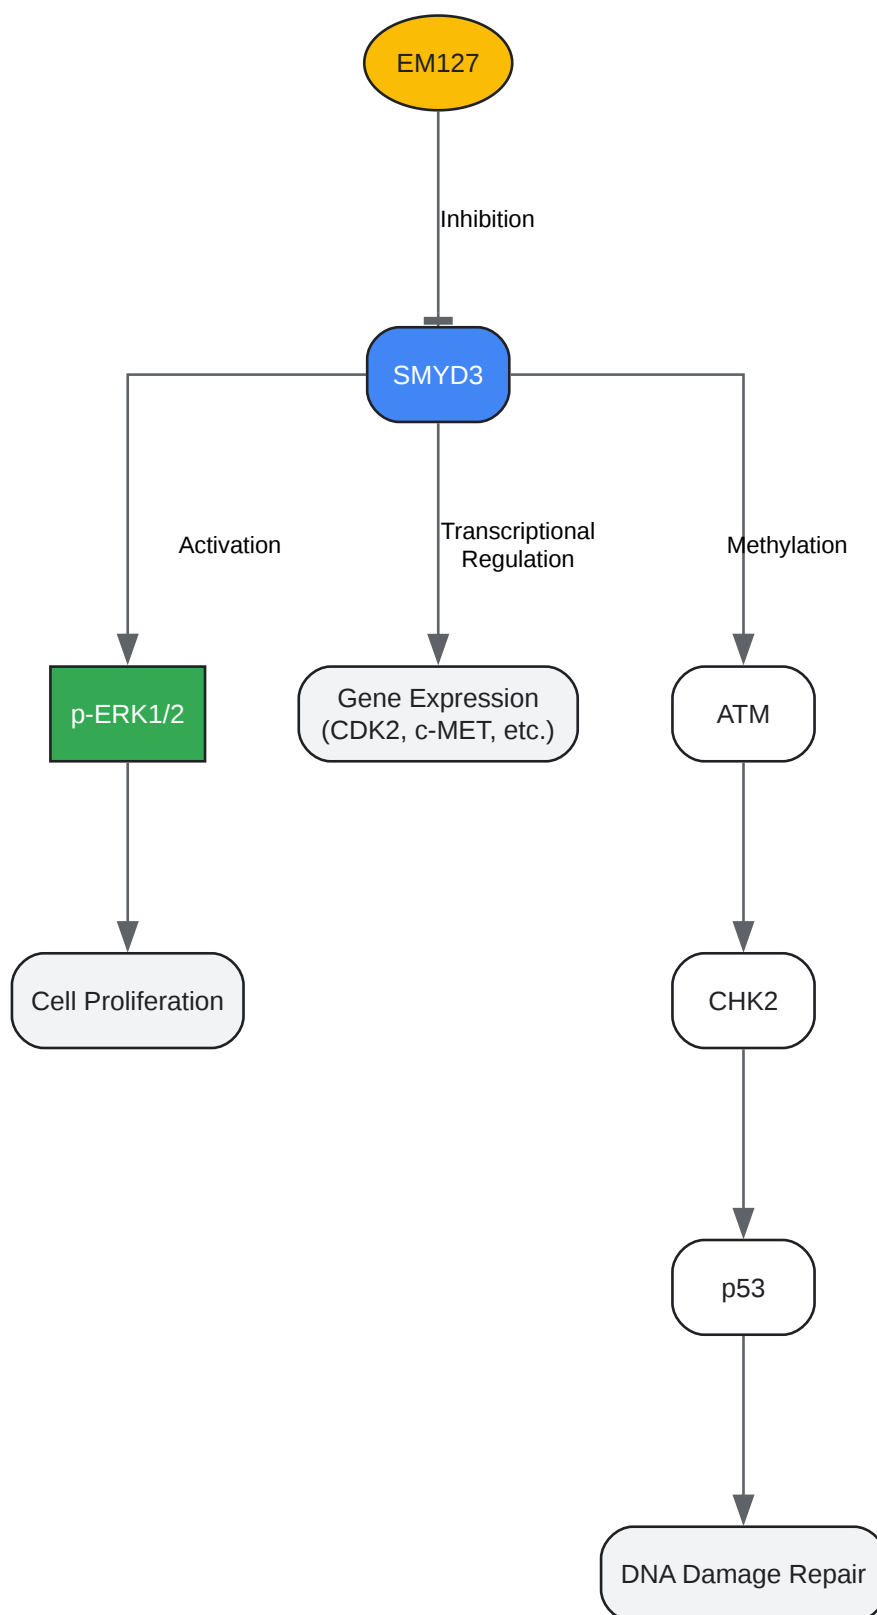 EM127
Inhibition
SMYD3
Activation
Transcriptional
Regulation
Methylation
p-ERK1/2
Gene Expression
(CDK2, c-MET, etc.)
ATM
Cell Proliferation
CHK2
p53
DNA Damage Repair